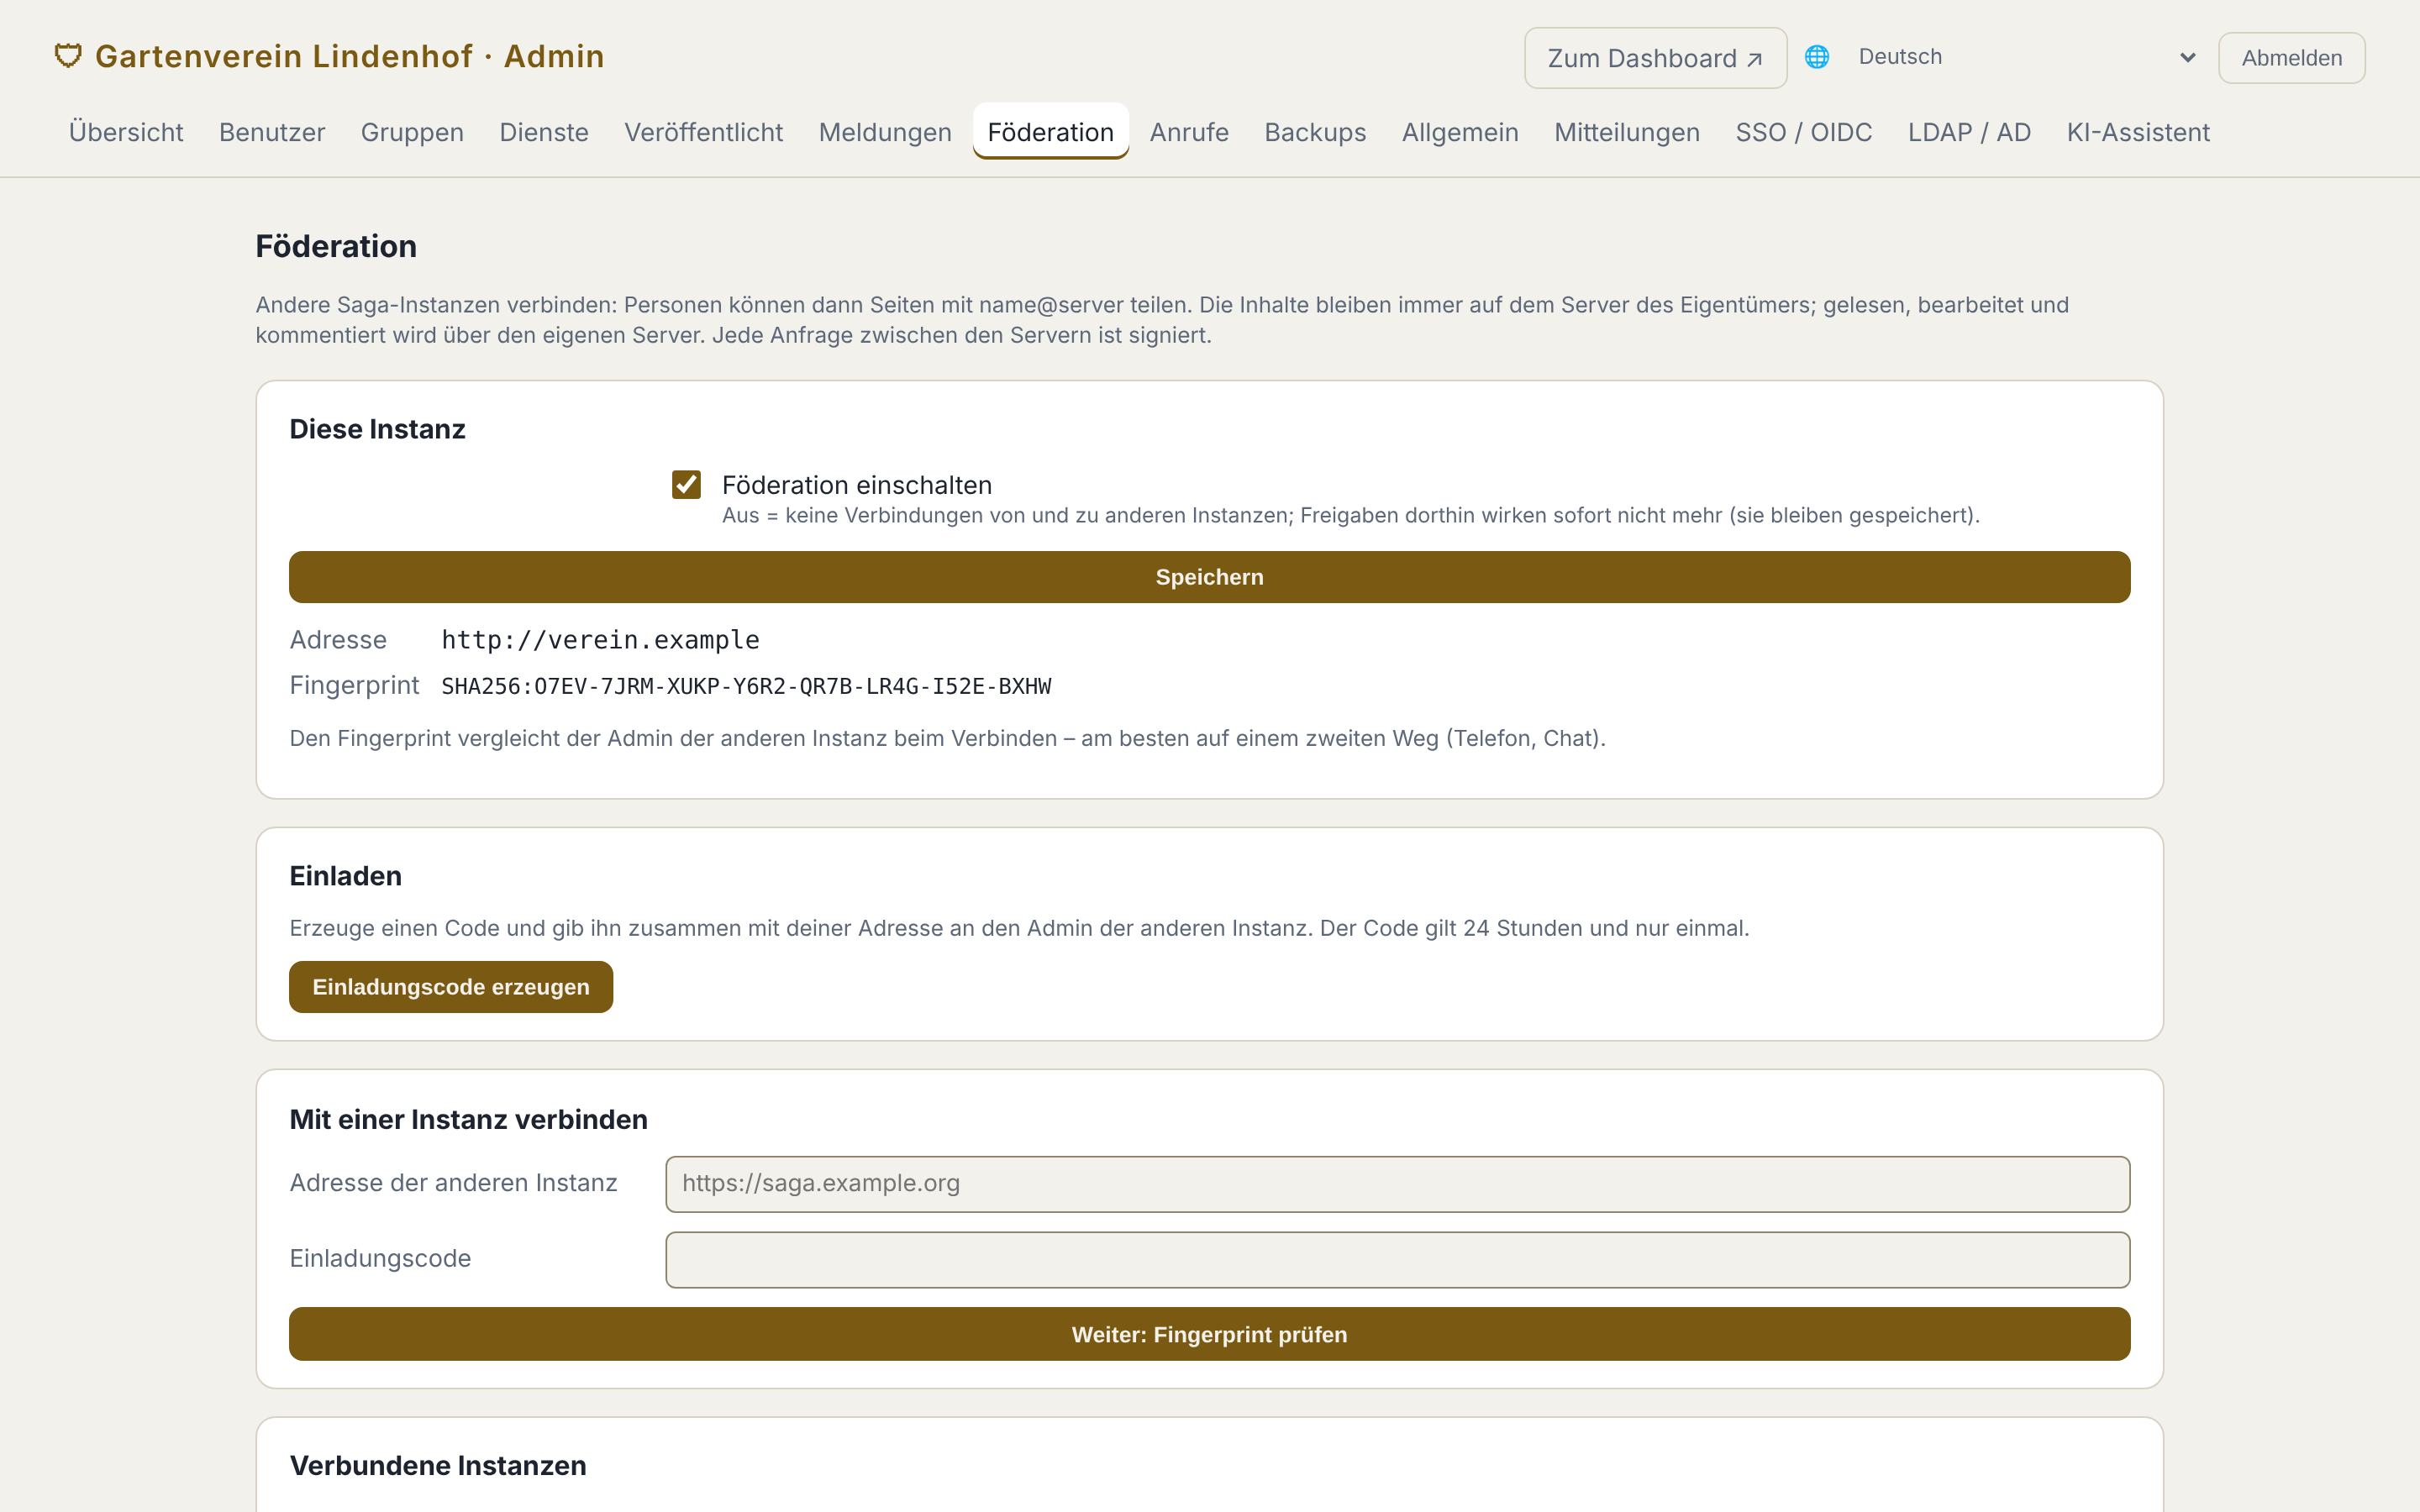 Gartenverein Lindenhof · Admin
Zum Dashboard ↗
Deutsch
Abmelden
Übersicht Benutzer Gruppen Dienste Veröffentlicht Meldungen Föderation Anrufe Backups Allgemein Mitteilungen SSO / OIDC LDAP / AD KI-Assistent
Föderation
Andere Saga-Instanzen verbinden: Personen können dann Seiten mit name@server teilen. Die Inhalte bleiben immer auf dem Server des Eigentümers; gelesen, bearbeitet und
kommentiert wird über den eigenen Server. Jede Anfrage zwischen den Servern ist signiert.
Diese Instanz
Föderation einschalten
Aus = keine Verbindungen von und zu anderen Instanzen; Freigaben dorthin wirken sofort nicht mehr (sie bleiben gespeichert).
Speichern
Adresse http://verein.example
Fingerprint SHA256:O7EV-7JRM-XUKP-Y6R2-QR7B-LR4G-I52E-BXHW
Den Fingerprint vergleicht der Admin der anderen Instanz beim Verbinden – am besten auf einem zweiten Weg (Telefon, Chat).
Einladen
Erzeuge einen Code und gib ihn zusammen mit deiner Adresse an den Admin der anderen Instanz. Der Code gilt 24 Stunden und nur einmal.
Einladungscode erzeugen
Mit einer Instanz verbinden
Adresse der anderen Instanz https://saga.example.org
Einladungscode
Weiter: Fingerprint prüfen
Verbundene Instanzen